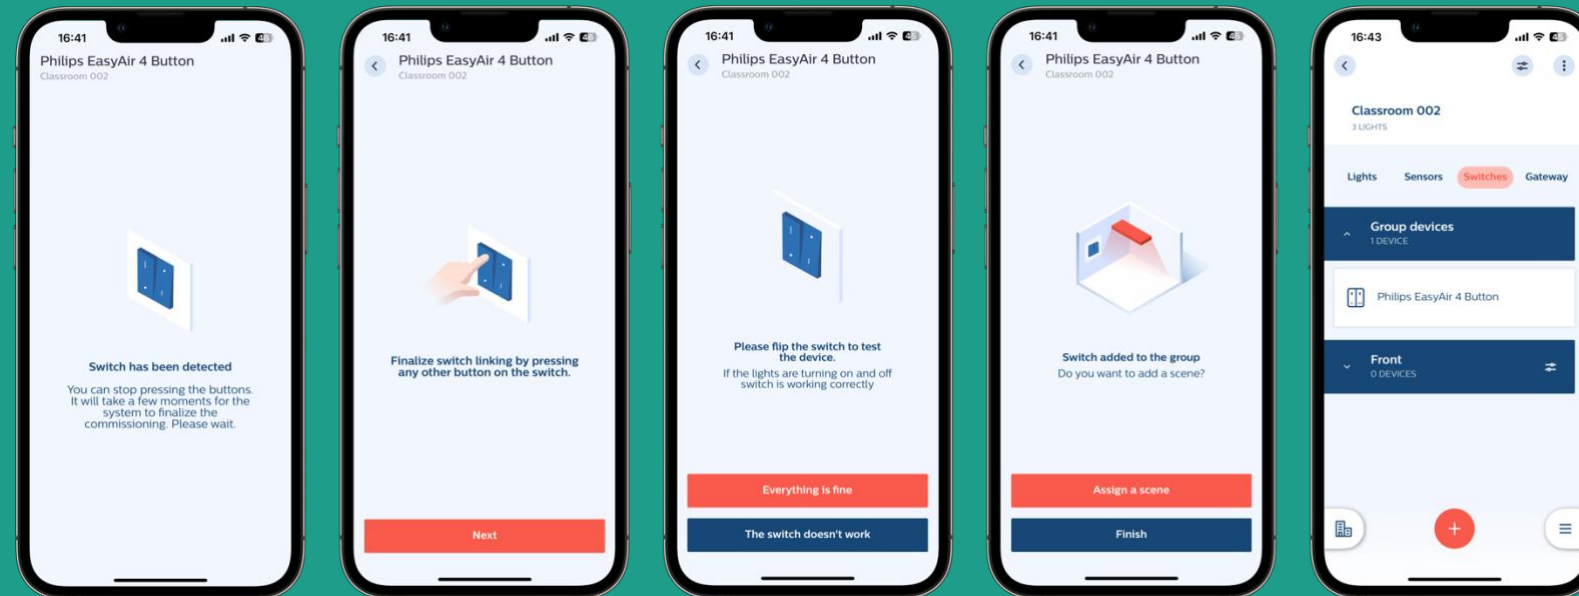 16:41
Philips EasyAir 4 Button
Classroom 002
Switch has been detected
You can stop pressing the buttons.
It will take a few moments for the
system to finalize the
commissioning. Please wait.
16:41
Philips EasyAir 4 Button
Classroom 002
Finalize switch linking by pressing
any other button on the switch.
Next
16:41
Philips EasyAir 4 Button
Classroom 002
Please flip the switch to test
the device.
If the lights are turning on and off
switch is working correctly
Everything is fine
The switch doesn't work
16:41
Philips EasyAir 4 Button
Classroom 002
Switch added to the group
Do you want to add a scene?
Assign a scene
Finish
16:43
Classroom 002
3 LIGHTS
Lights Sensors Switches Gateway
Group devices
1 DEVICE
Philips EasyAir 4 Button
Front
0 DEVICES